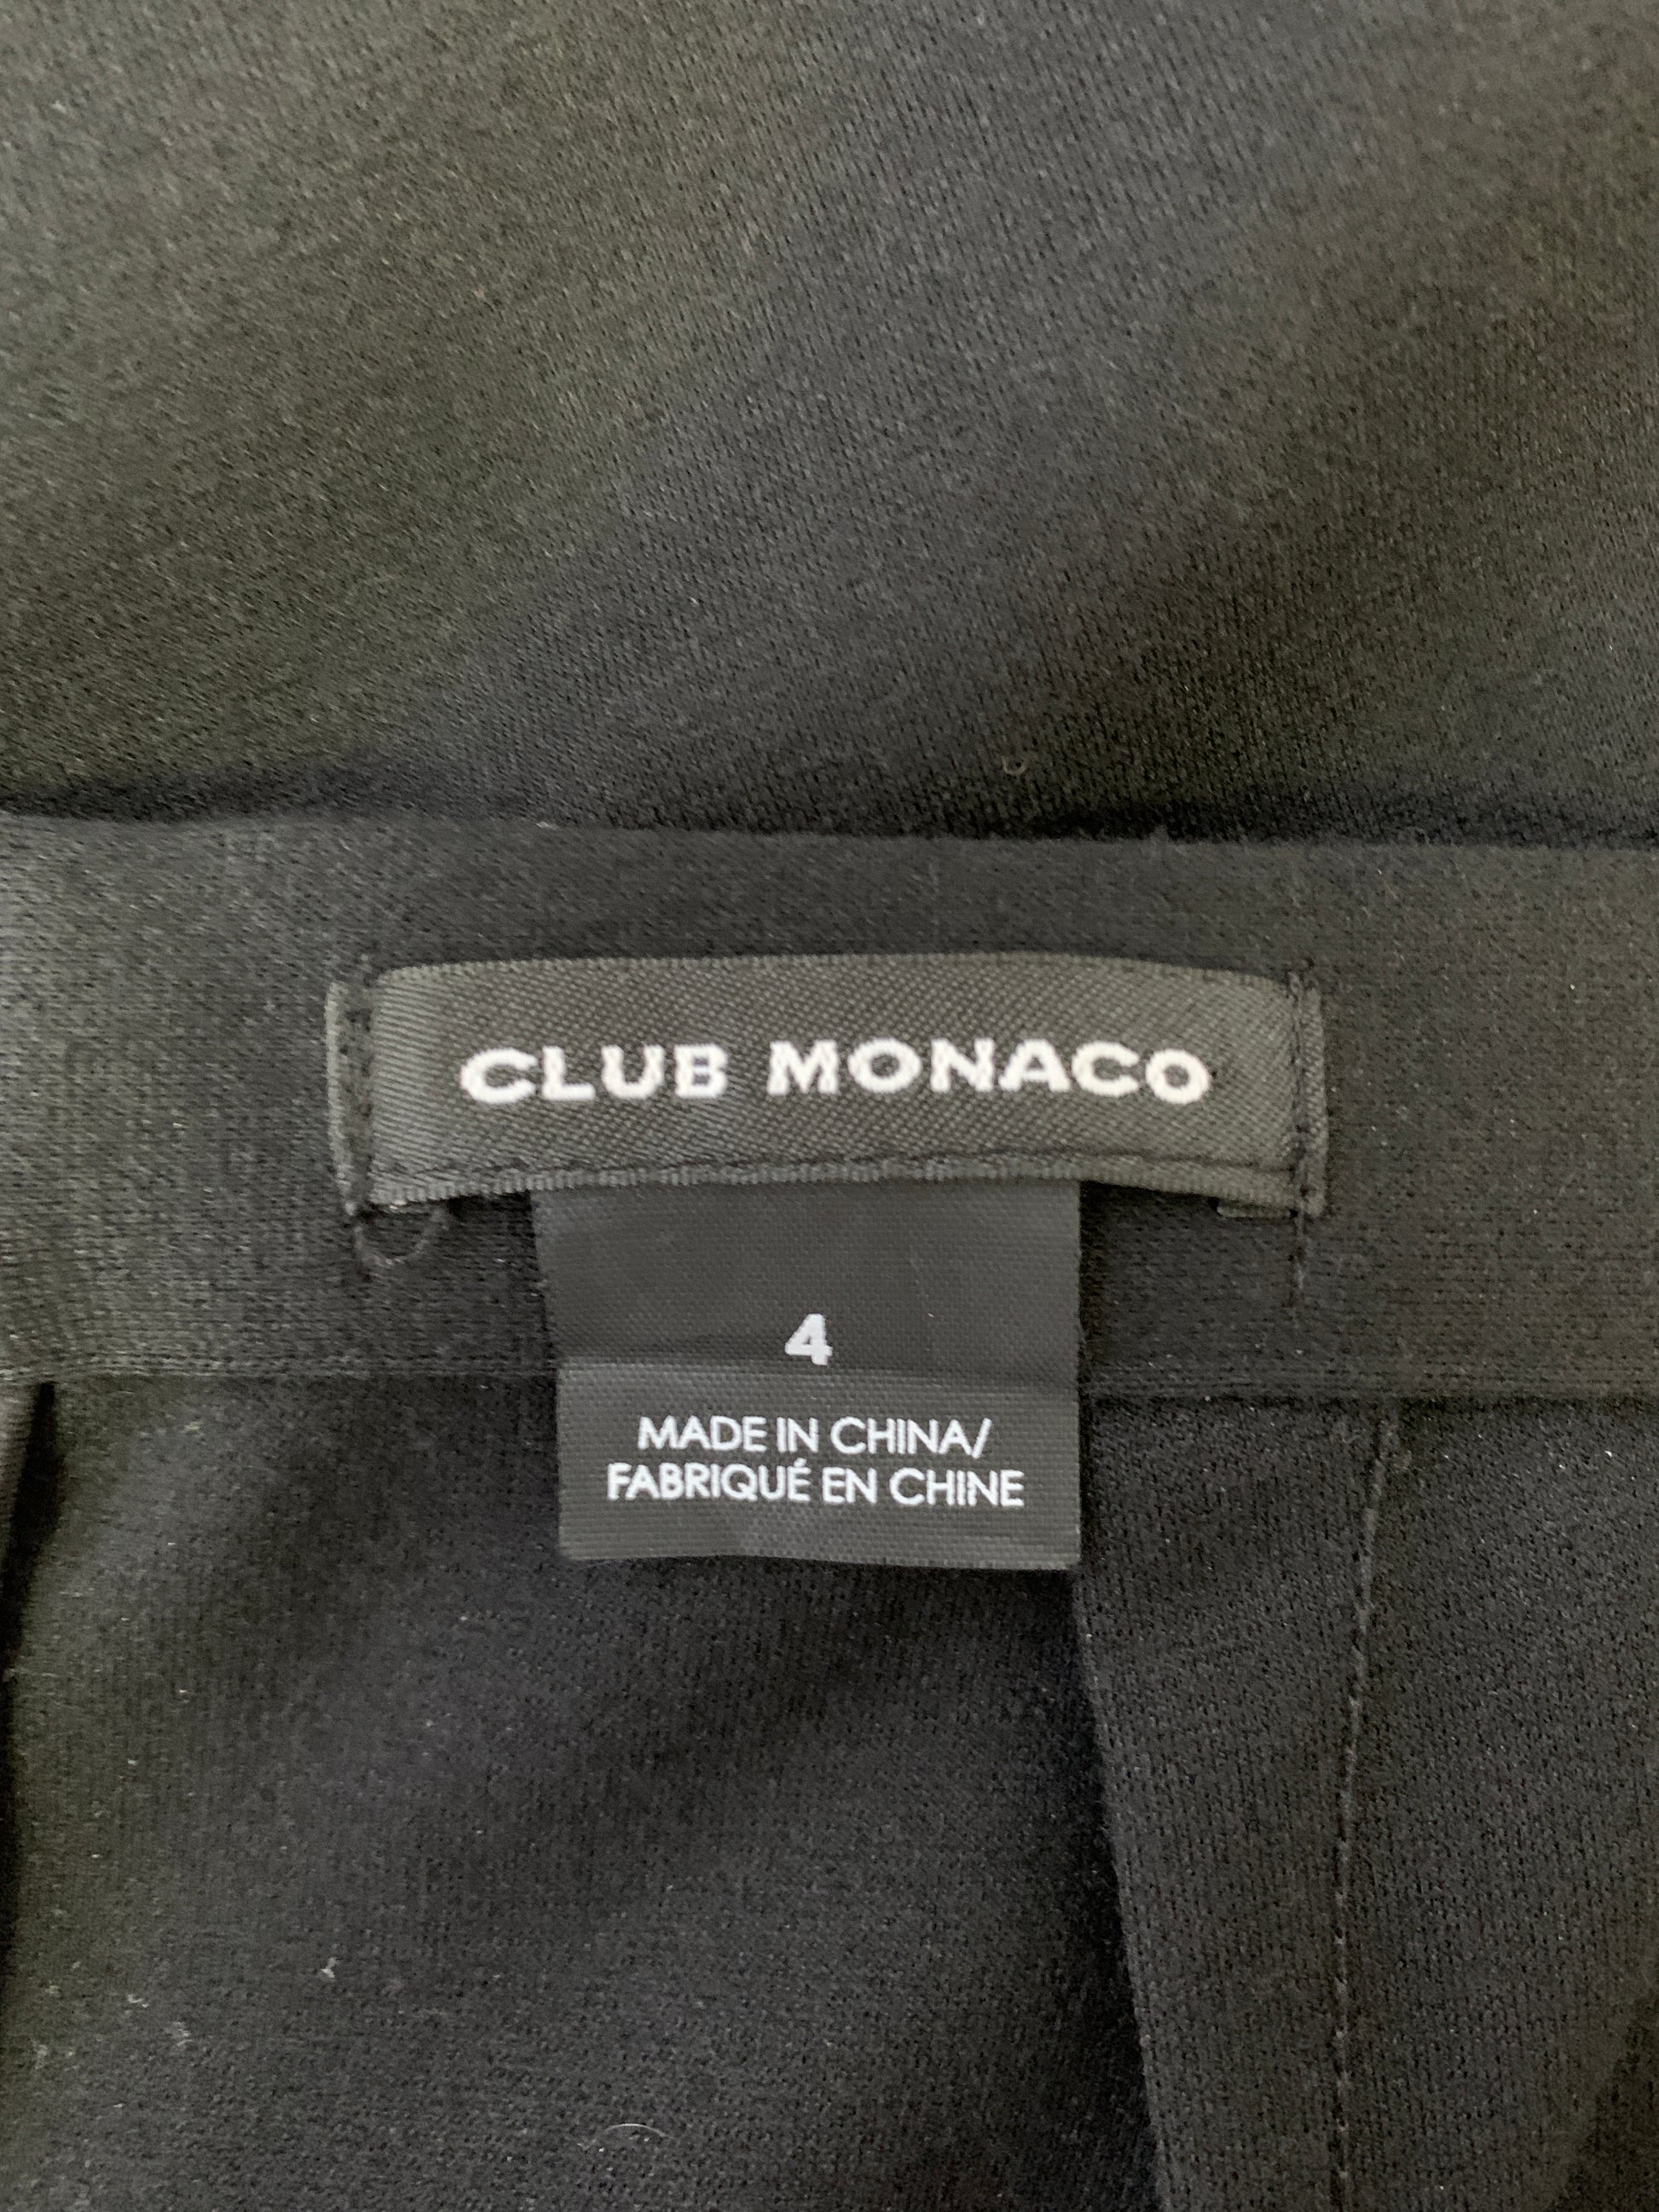 CLUB MONACO
4
MADE IN CHINA/
FABRIQUÉ EN CHINE